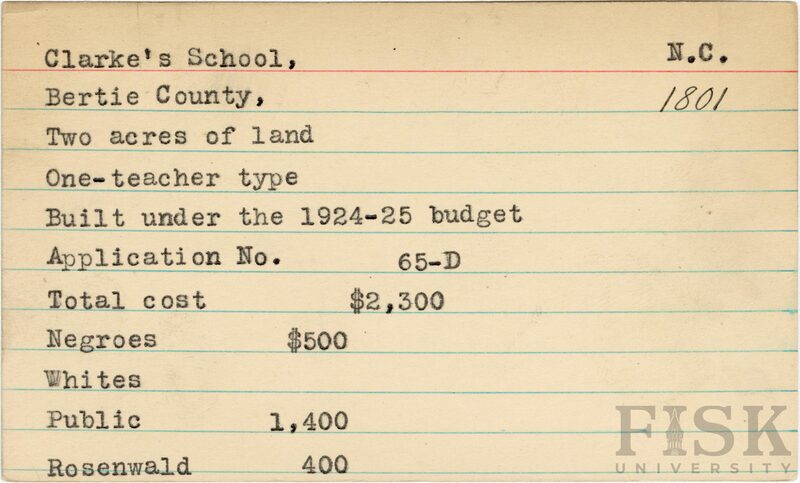 Clarke's School, N.C.
Bertie County, 1801
Two acres of land
One-teacher type
Built under the 1924-25 budget
Application No. 65-D
Total cost $2,300
Negroes $500
Whites
Public 1,400
Rosenwald 400
FISK
UNIVERSITY